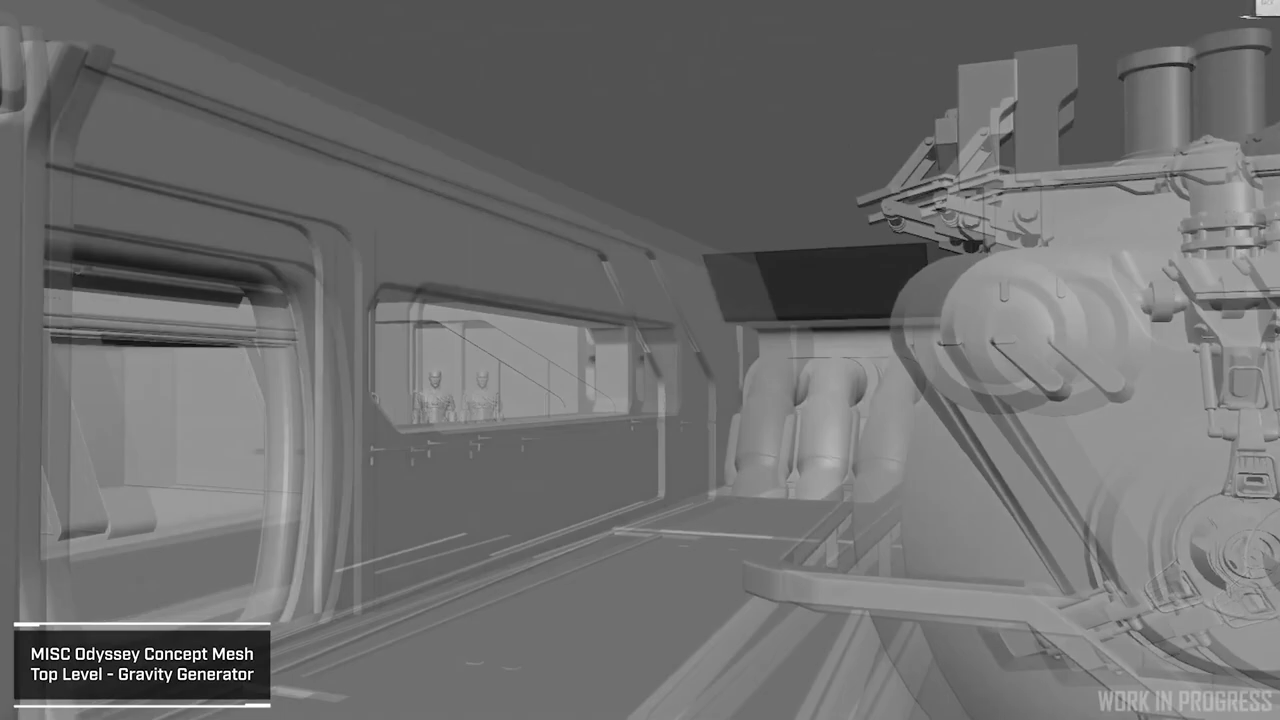 MISC Odyssey Concept Mesh
Top Level - Gravity Generator
WORK IN PROGRESS